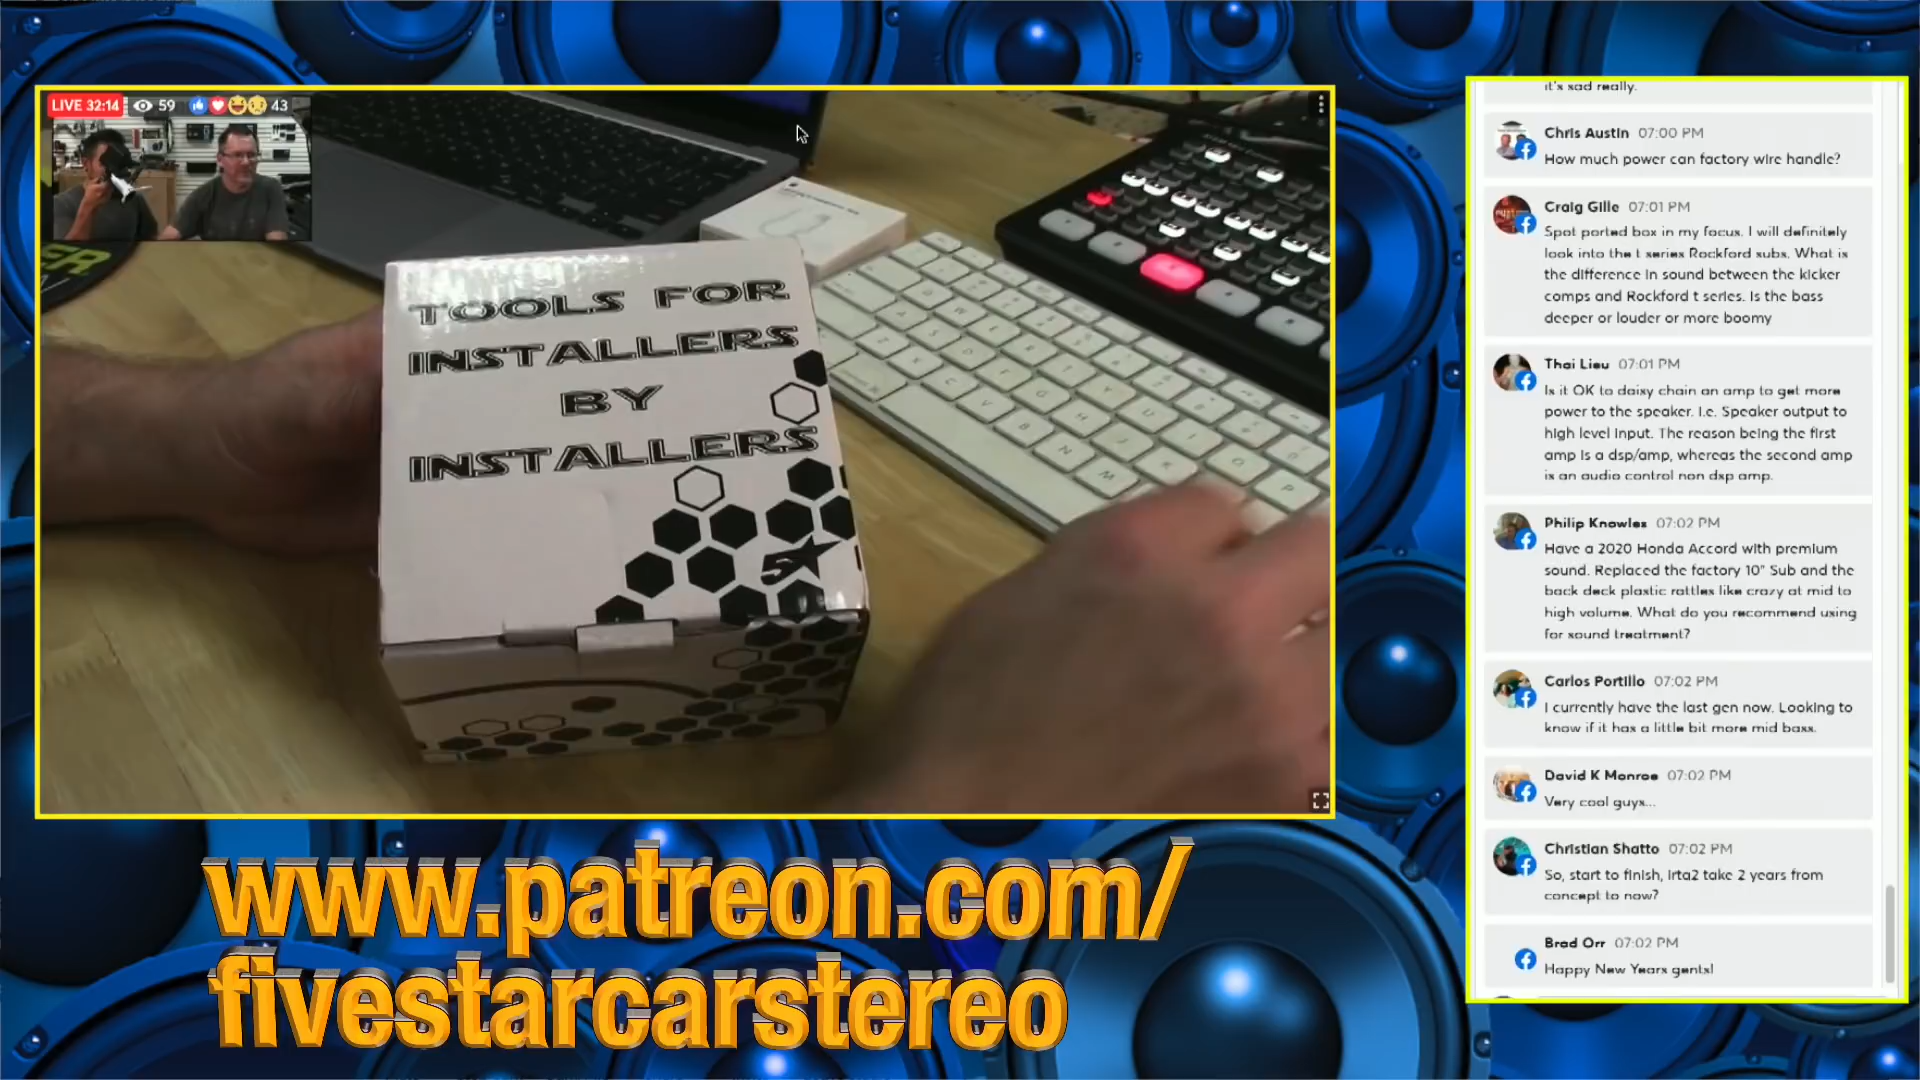 LIVE 32:14 59 43
TOOLS FOR
INSTALLERS
BY
INSTALLERS
5
www.patreon.com/
fivestarcarstereo
it's sad really.
Chris Austin 07:00 PM
How much power can factory wire handle?
Craig Gille 07:01 PM
Spot ported box in my focus. I will definitely
look into the t series Rockford subs. What is
the difference in sound between the kicker
comps and Rockford t series. Is the bass
deeper or louder or more boomy
Thai Lieu 07:01 PM
Is it OK to daisy chain an amp to get more
power to the speaker. I.e. Speaker output to
high level input. The reason being the first
amp is a dsp/amp, whereas the second amp
is an audio control non dsp amp.
Philip Knowles 07:02 PM
Have a 2020 Honda Accord with premium
sound. Replaced the factory 10" Sub and the
back deck plastic rattles like crazy at mid to
high volume. What do you recommend using
for sound treatment?
Carlos Portillo 07:02 PM
I currently have the last gen now. Looking to
know if it has a little bit more mid bass.
David K Monroe 07:02 PM
Very cool guys...
Christian Shatto 07:02 PM
So, start to finish, lrta2 take 2 years from
concept to now?
Brad Orr 07:02 PM
Happy New Years gents!